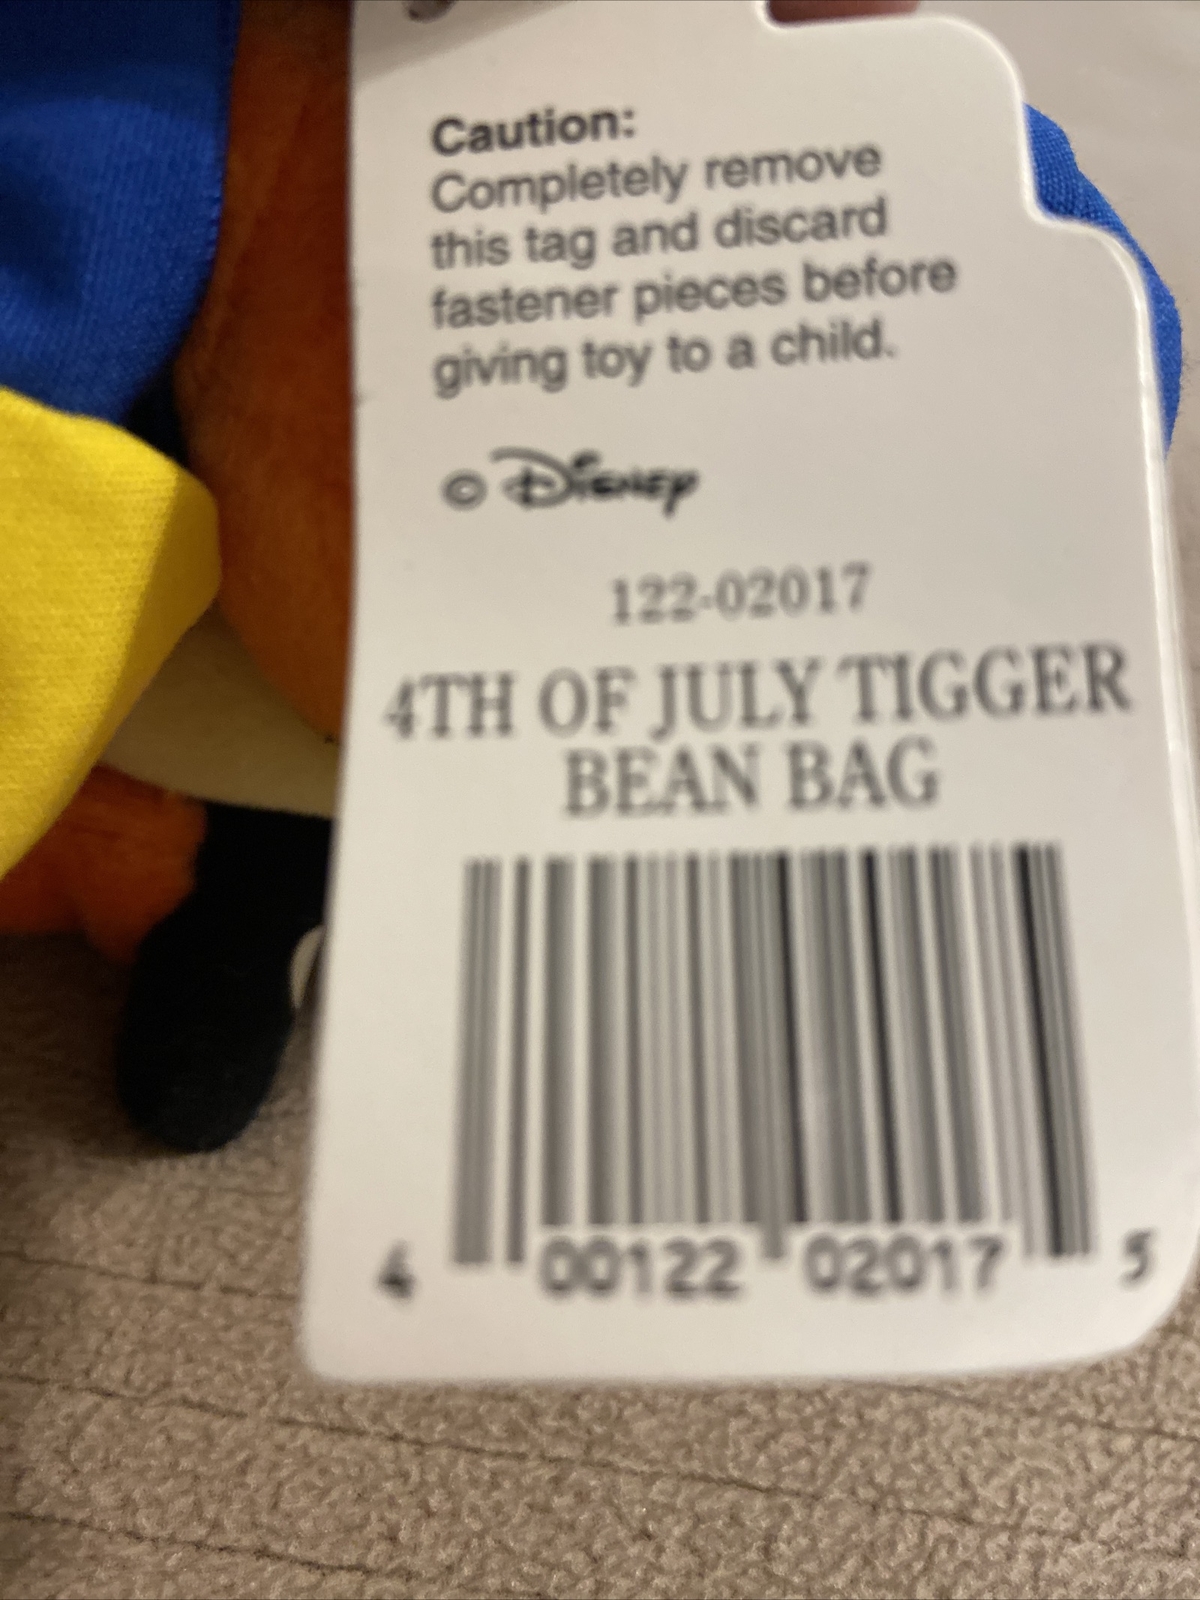 Caution:
Completely remove
this tag and discard
fastener pieces before
giving toy to a child.
© Disney
122-02017
4TH OF JULY TIGGER
BEAN BAG
4 00122 02017 5